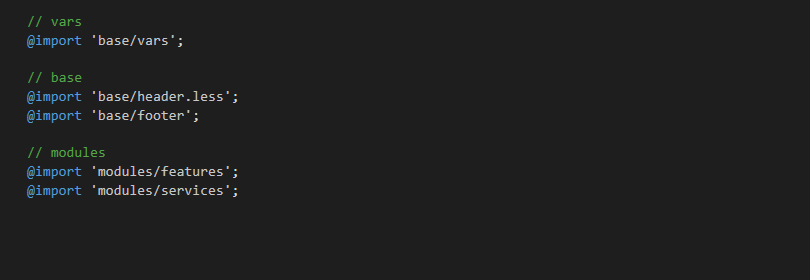 // vars
@import 'base/vars';
// base
@import 'base/header.less';
@import 'base/footer';
// modules
@import 'modules/features';
@import 'modules/services';